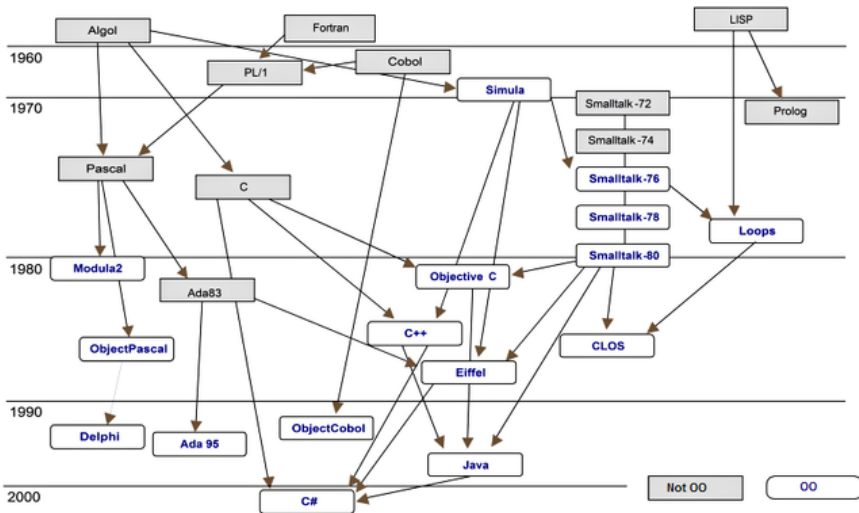 Algol
Fortran
LISP
1960
PL/1
Cobol
Simula
1970
Smalltalk-72
Prolog
Smalltalk-74
Pascal
C
Smalltalk-76
Smalltalk-78
Loops
1980
Modula2
Objective C
Smalltalk-80
Ada83
C++
ObjectPascal
CLOS
Eiffel
1990
ObjectCobol
Delphi
Ada 95
Java
2000
C#
Not OO
OO